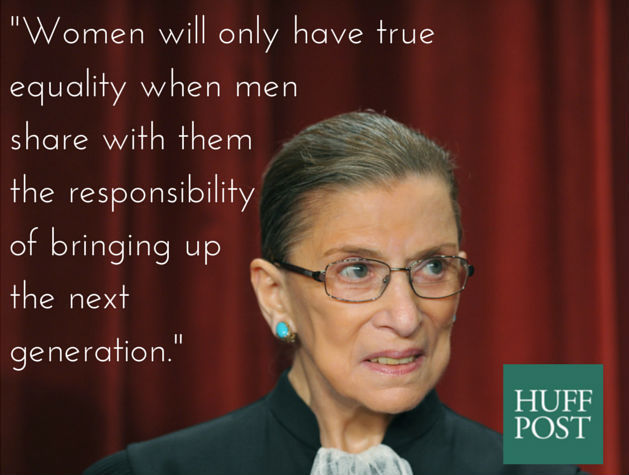 "Women will only have true
equality when men
share with them
the responsibility
of bringing up
the next
generation."
HUFF
POST